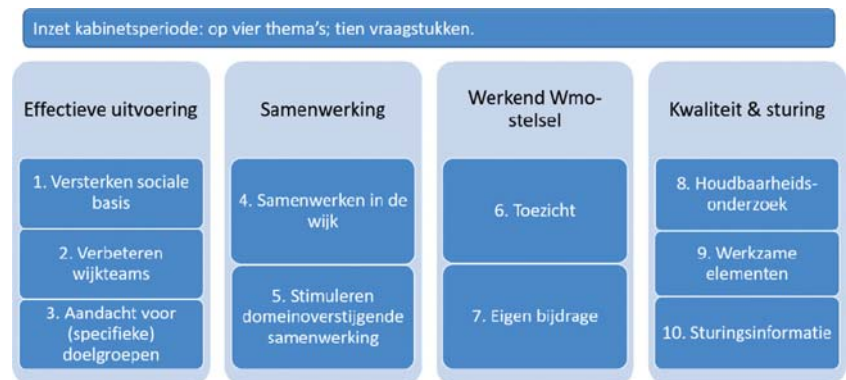 Inzet kabinetsperiode: op vier thema's; tien vraagstukken.
Effectieve uitvoering
1. Versterken sociale
basis
2. Verbeteren
wijkteams
3. Aandacht voor
(specifieke)
doelgroepen
Samenwerking
4. Samenwerken in de
wijk
5. Stimuleren
domeinoverstijgende
samenwerking
Werkend Wmo-
stelsel
6. Toezicht
7. Eigen bijdrage
Kwaliteit & sturing
8. Houdbaarheids-
onderzoek
9. Werkzame
elementen
10. Sturingsinformatie